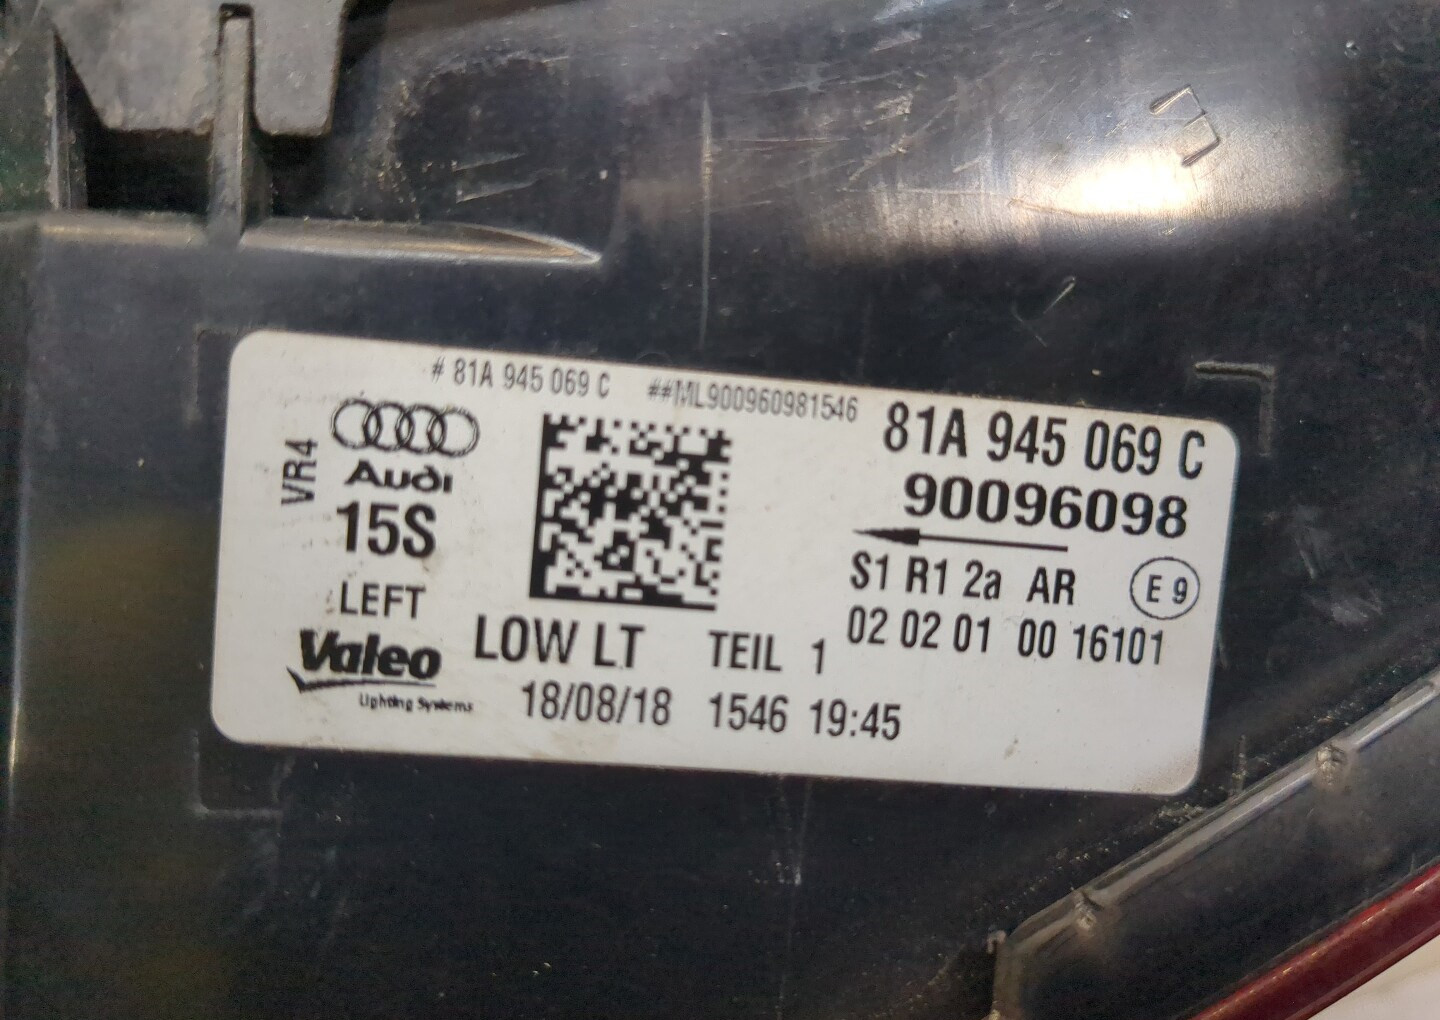 # 81A 945 069 C ##ML900960981546
81A 945 069 C
90096098
VR4
Audi
15S
LEFT
Valeo
Lighting Systems
LOW LT TEIL 1
18/08/18 1546 19:45
S1 R1 2a AR E 9
02 02 01 00 16101